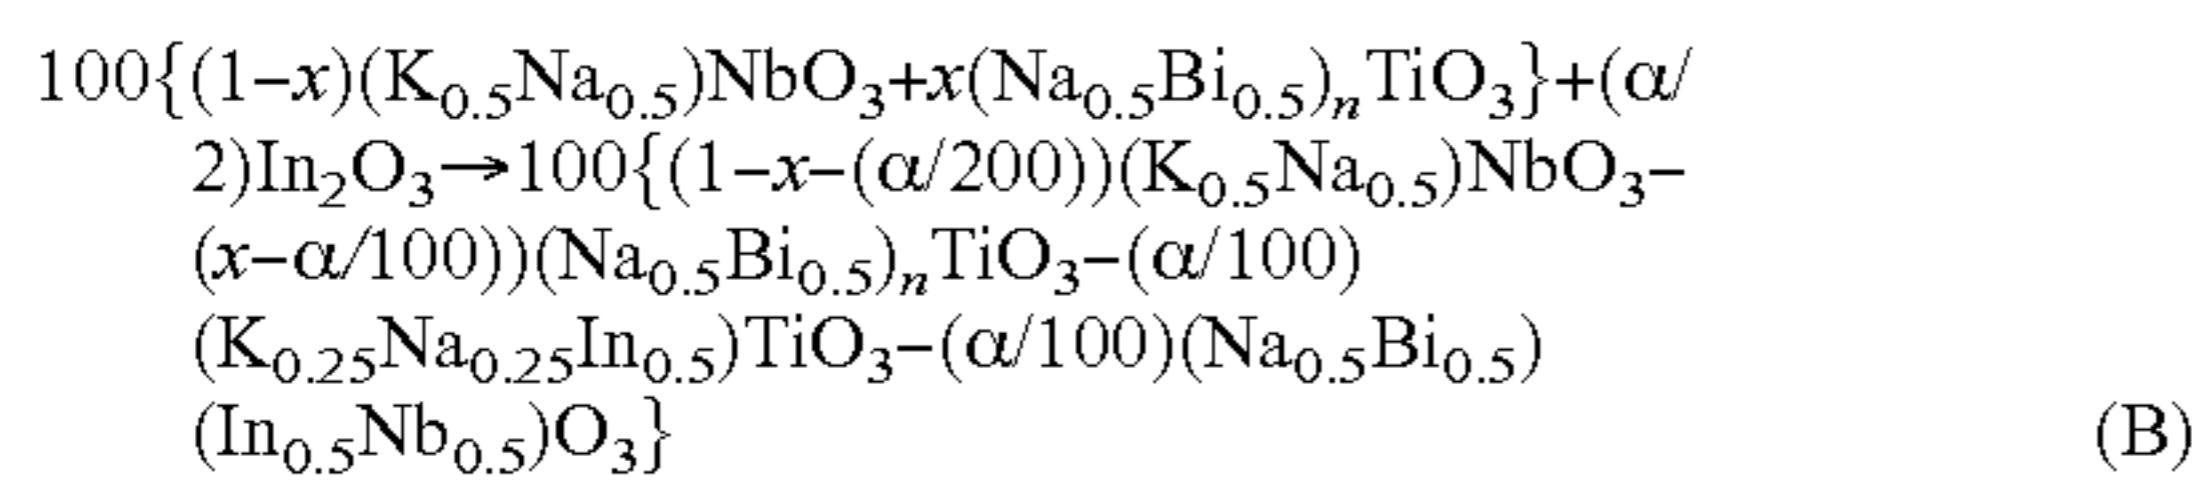 100{(1−x)(K₀.₅Na₀.₅)NbO₃+x(Na₀.₅Bi₀.₅)ₙTiO₃}+(α/
2)In₂O₃→100{(1−x−(α/200))(K₀.₅Na₀.₅)NbO₃−
(x−α/100))(Na₀.₅Bi₀.₅)ₙTiO₃−(α/100)
(K₀.₂₅Na₀.₂₅In₀.₅)TiO₃−(α/100)(Na₀.₅Bi₀.₅)
(In₀.₅Nb₀.₅)O₃} (B)